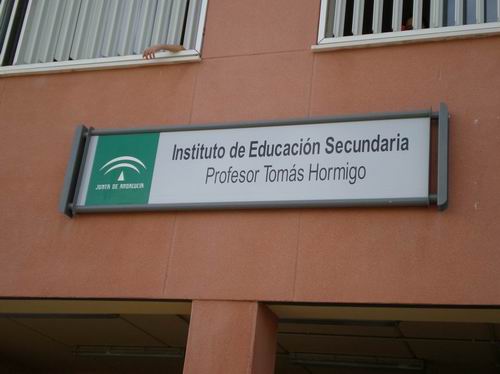 Instituto de Educación Secundaria
Profesor Tomás Hormigo
JUNTA DE ANDALUCIA